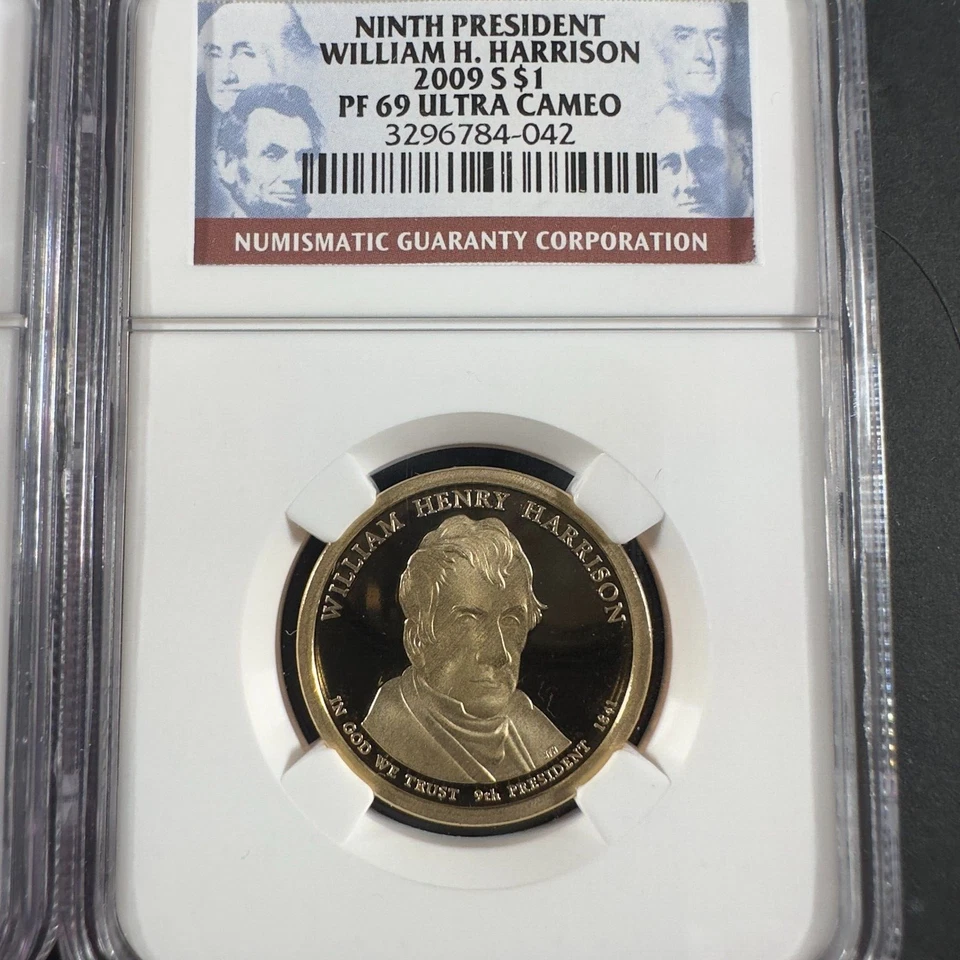 NINTH PRESIDENT
WILLIAM H. HARRISON
2009 S $1
PF 69 ULTRA CAMEO
3296784-042
NUMISMATIC GUARANTY CORPORATION
WILLIAM HENRY HARRISON
IN GOD WE TRUST 9th PRESIDENT 1841